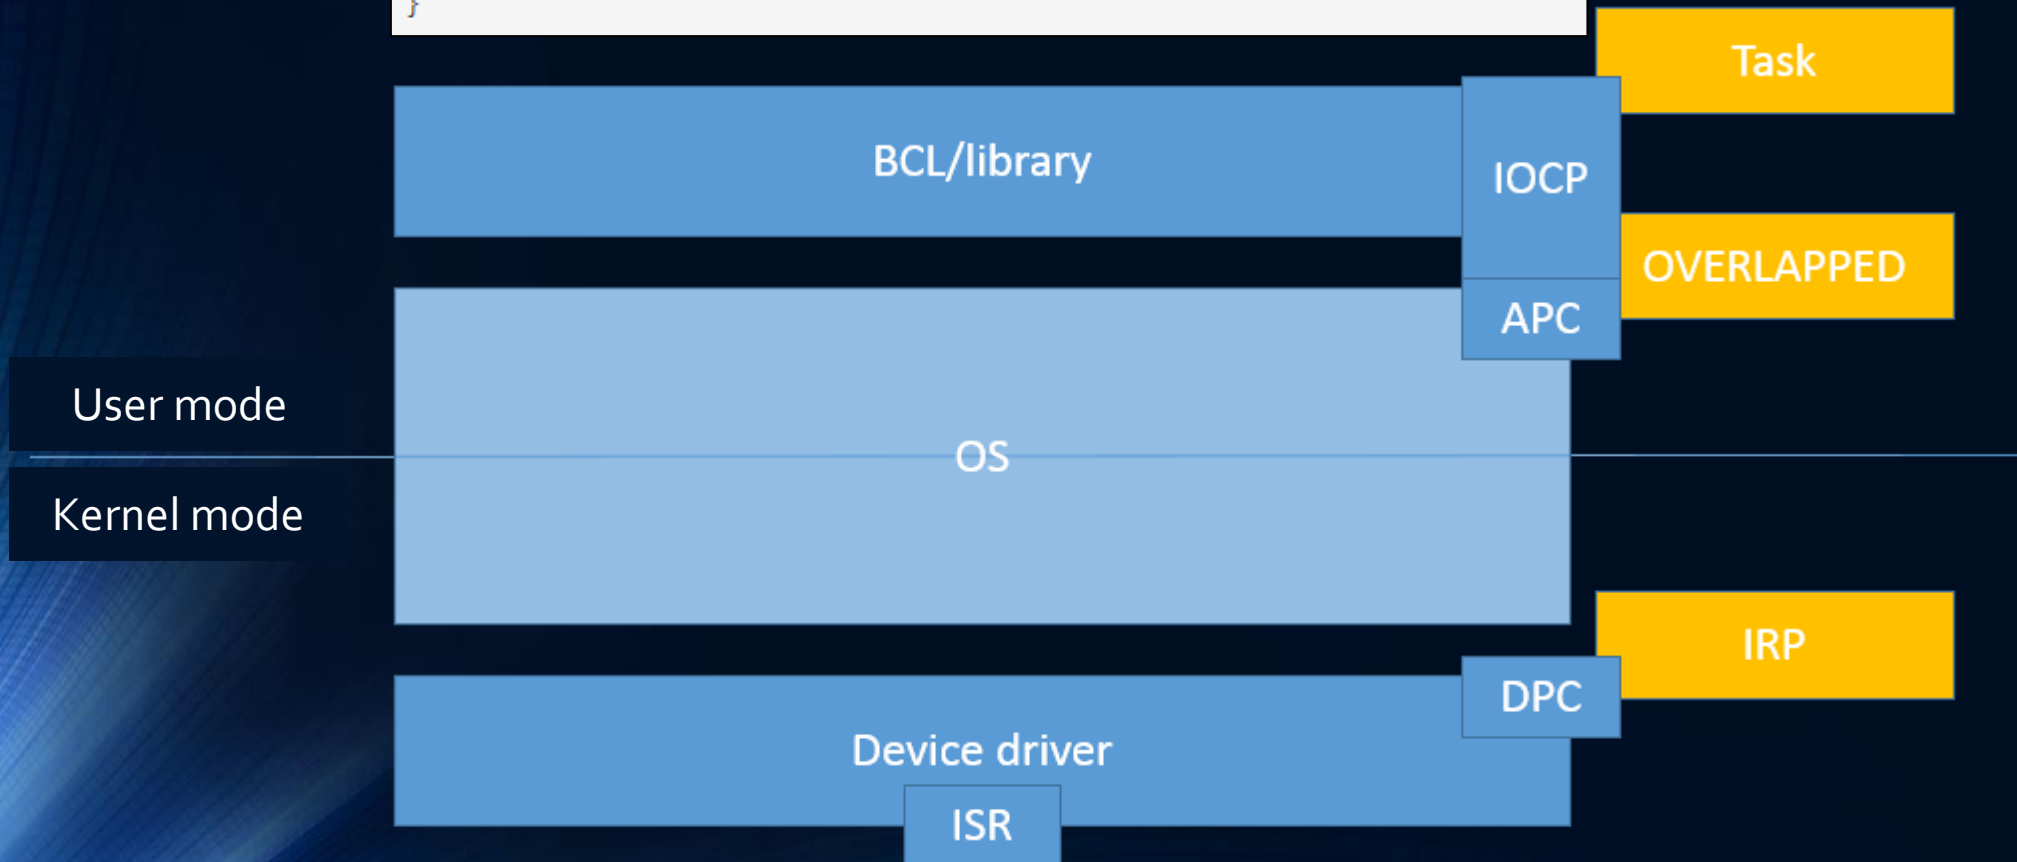 }
Task
BCL/library
IOCP
OVERLAPPED
APC
User mode
OS
Kernel mode
IRP
DPC
Device driver
ISR